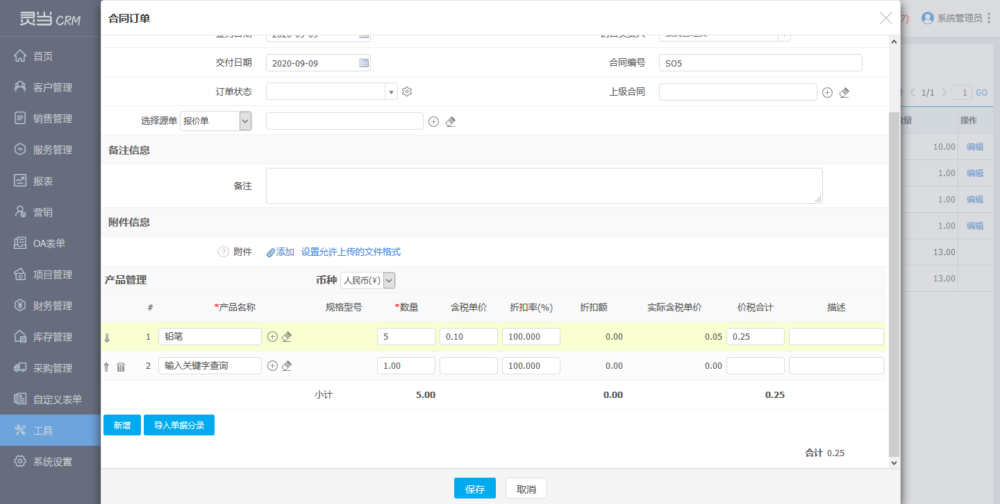 灵当 CRM
首页
客户管理
销售管理
服务管理
报表
营销
OA表单
项目管理
财务管理
库存管理
采购管理
自定义表单
工具
系统设置
合同订单
7)
系统管理员
签约日期 2020-09-09
交付日期 2020-09-09 合同编号 SO5
订单状态 上级合同
选择源单 报价单
备注信息
备注
附件信息
? 附件 添加 设置允许上传的文件格式
产品管理 币种 人民币(¥)
# *产品名称 规格型号 *数量 含税单价 折扣率(%) 折扣额 实际含税单价 价税合计 描述
1 铅笔 5 0.10 100.000 0.00 0.05 0.25
2 输入关键字查询 1.00 100.000 0.00 0.00
小计 5.00 0.00 0.25
新增 导入单据分录
合计 0.25
保存 取消
1/1 1 GO
量 操作
10.00 编辑
1.00 编辑
1.00 编辑
1.00 编辑
13.00
13.00